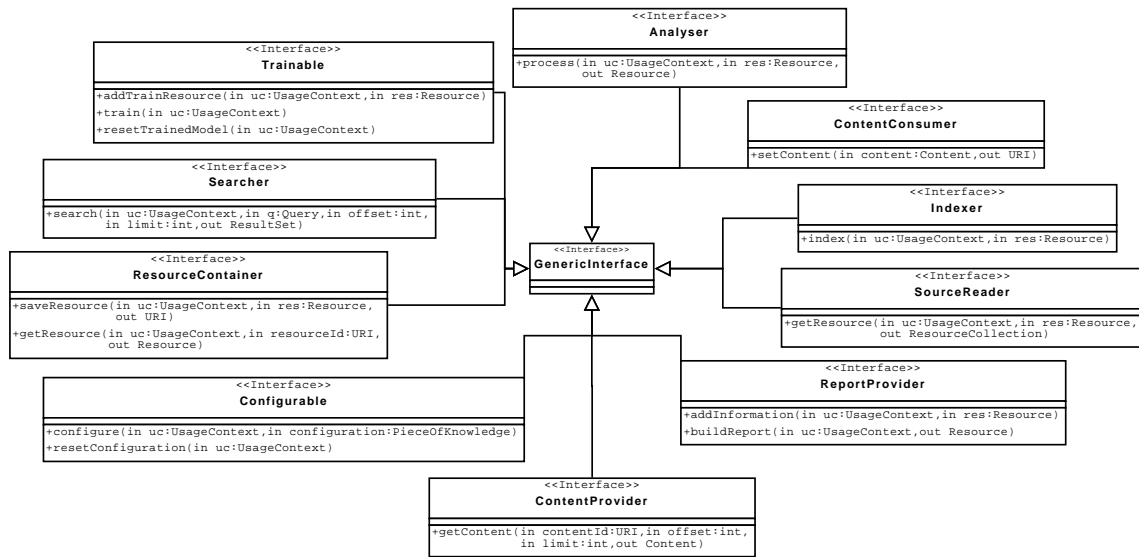 <<Interface>>
Analyser
+process(in uc:UsageContext,in res:Resource,
out Resource)
<<Interface>>
Trainable
+addTrainResource(in uc:UsageContext,in res:Resource)
+train(in uc:UsageContext)
+resetTrainedModel(in uc:UsageContext)
<<Interface>>
ContentConsumer
+setContent(in content:Content,out URI)
<<Interface>>
Searcher
+search(in uc:UsageContext,in q:Query,in offset:int,
in limit:int,out ResultSet)
<<Interface>>
Indexer
+index(in uc:UsageContext,in res:Resource)
<<Interface>>
GenericInterface
<<Interface>>
ResourceContainer
+saveResource(in uc:UsageContext,in res:Resource,
out URI)
+getResource(in uc:UsageContext,in resourceId:URI,
out Resource)
<<Interface>>
SourceReader
+getResource(in uc:UsageContext,in res:Resource,
out ResourceCollection)
<<Interface>>
Configurable
+configure(in uc:UsageContext,in configuration:PieceOfKnowledge)
+resetConfiguration(in uc:UsageContext)
<<Interface>>
ReportProvider
+addInformation(in uc:UsageContext,in res:Resource)
+buildReport(in uc:UsageContext,out Resource)
<<Interface>>
ContentProvider
+getContent(in contentId:URI,in offset:int,
in limit:int,out Content)